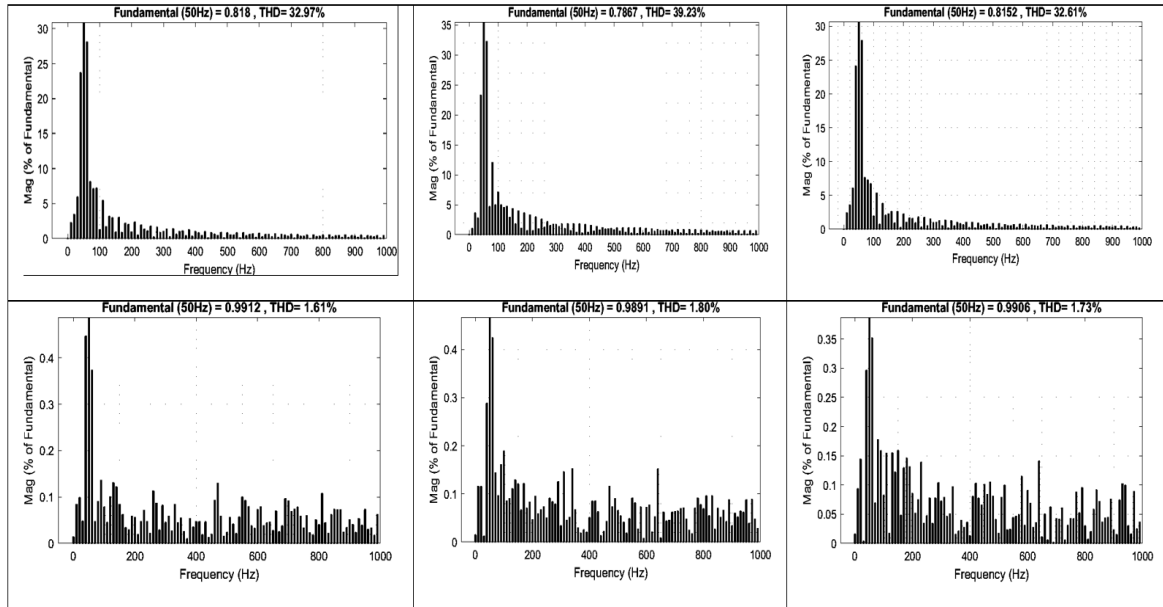 Fundamental (50Hz) = 0.818 , THD= 32.97%
Mag (% of Fundamental)
30
25
20
15
10
5
0
0 100 200 300 400 500 600 700 800 900 1000
Frequency (Hz)
Fundamental (50Hz) = 0.7867 , THD= 39.23%
Mag (% of Fundamental)
35
30
25
20
15
10
5
0
0 100 200 300 400 500 600 700 800 900 1000
Frequency (Hz)
Fundamental (50Hz) = 0.8152 , THD= 32.61%
Mag (% of Fundamental)
30
25
20
15
10
5
0
0 100 200 300 400 500 600 700 800 900 1000
Frequency (Hz)
Fundamental (50Hz) = 0.9912 , THD= 1.61%
Mag (% of Fundamental)
0.4
0.3
0.2
0.1
0
0 200 400 600 800 1000
Frequency (Hz)
Fundamental (50Hz) = 0.9891 , THD= 1.80%
Mag (% of Fundamental)
0.4
0.3
0.2
0.1
0
0 200 400 600 800 1000
Frequency (Hz)
Fundamental (50Hz) = 0.9906 , THD= 1.73%
Mag (% of Fundamental)
0.35
0.3
0.25
0.2
0.15
0.1
0.05
0
0 200 400 600 800 1000
Frequency (Hz)